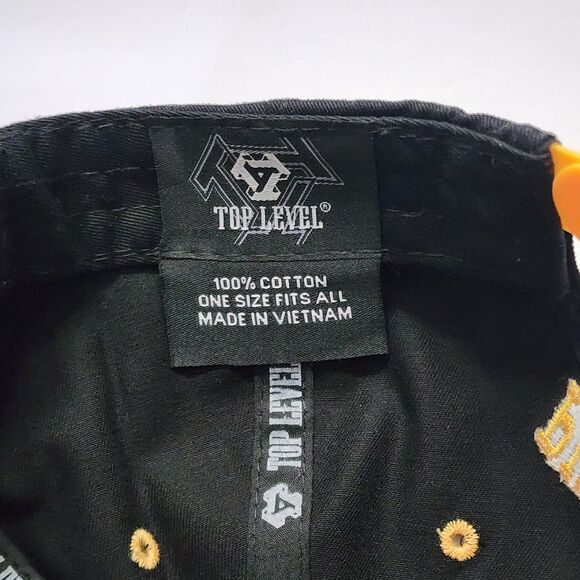 TOP LEVEL®
100% COTTON
ONE SIZE FITS ALL
MADE IN VIETNAM
TOP LEVEL